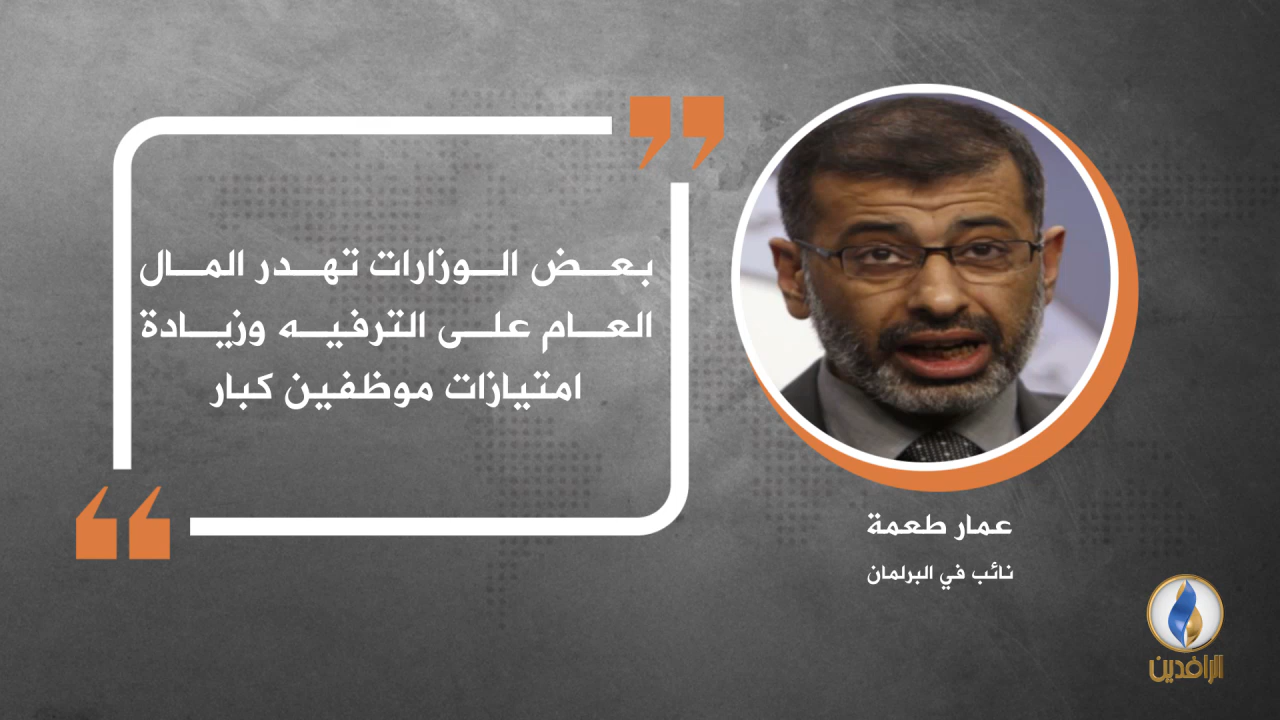 بعض الوزارات تهدر المال
العام على الترفيه وزيادة
امتيازات موظفين كبار
عمار طعمة
نائب في البرلمان
الرافدين